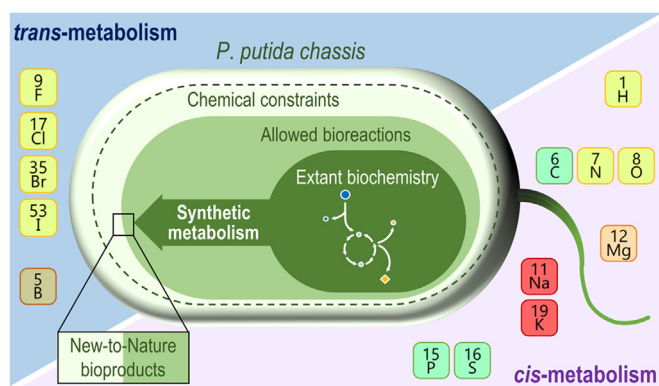 trans-metabolism
P. putida chassis
9
F
17
Cl
35
Br
53
I
5
B
Chemical constraints
Allowed bioreactions
Extant biochemistry
Synthetic
metabolism
New-to-Nature
bioproducts
1
H
6
C
7
N
8
O
12
Mg
11
Na
19
K
15
P
16
S
cis-metabolism